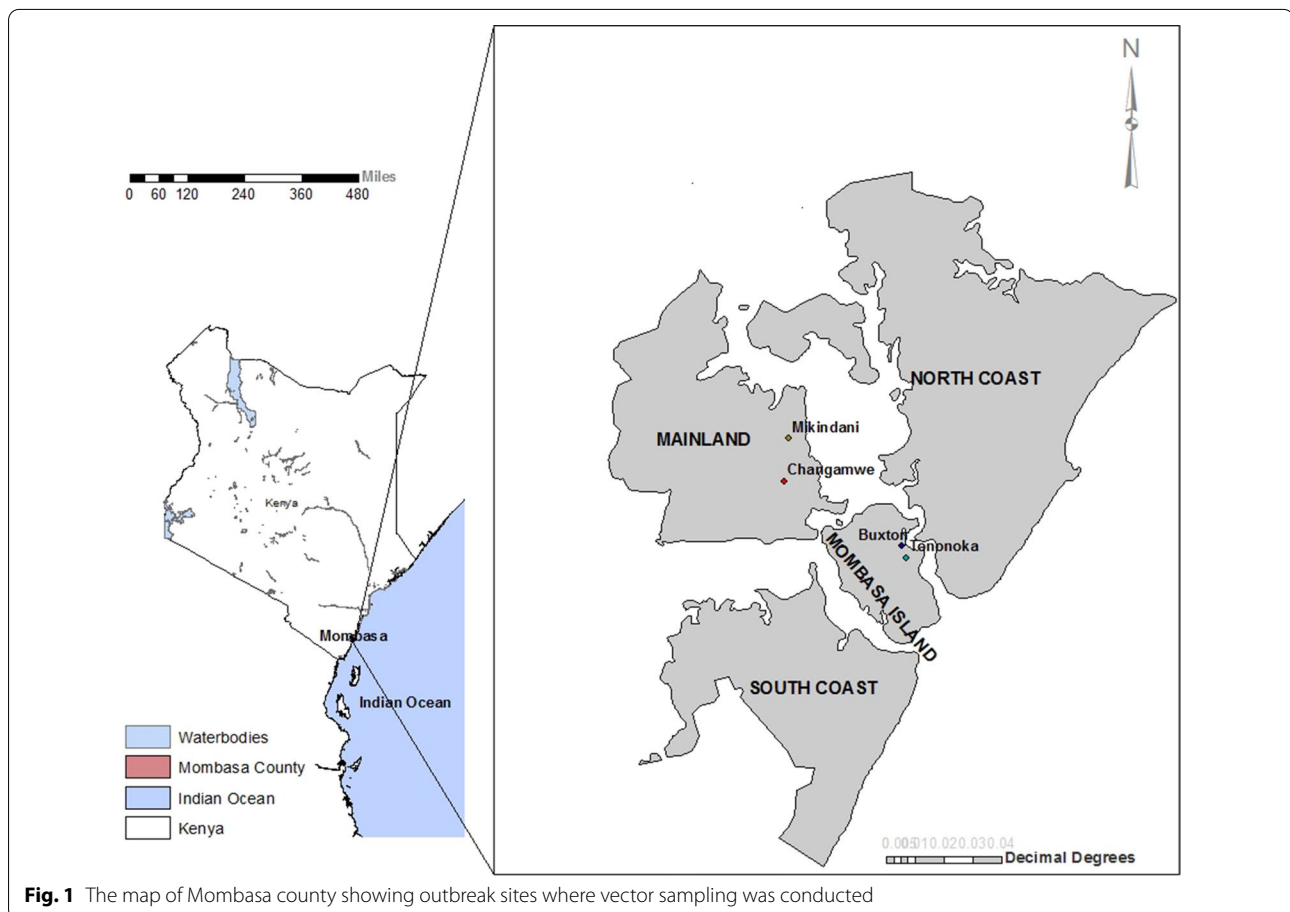 N
Miles
0 60 120 240 360 480
NORTH COAST
Mikindani
MAINLAND
Changamwe
Kenya
Buxton
Tononoka
MOMBASA ISLAND
Mombasa
SOUTH COAST
Indian Ocean
Waterbodies
Mombasa County
Indian Ocean
Kenya
Decimal Degrees
Fig. 1 The map of Mombasa county showing outbreak sites where vector sampling was conducted